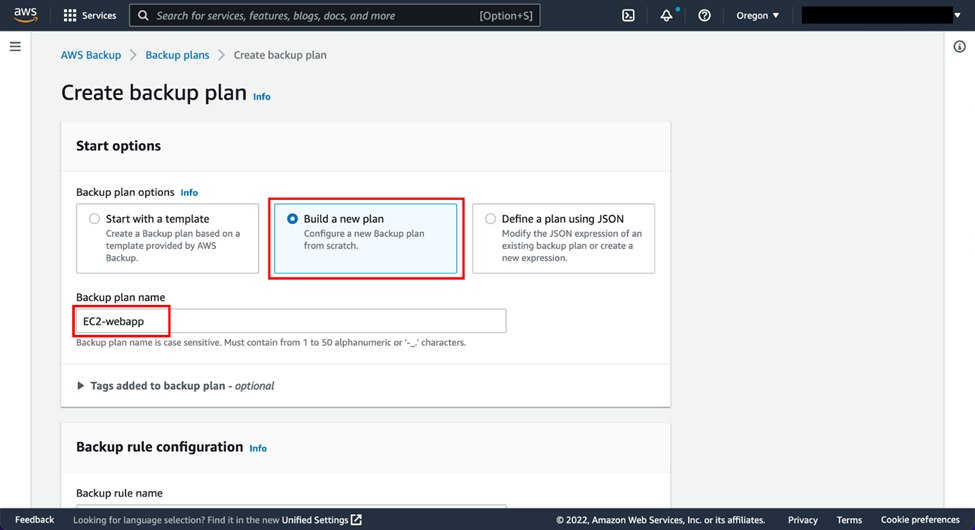 aws
Services
Search for services, features, blogs, docs, and more
[Option+S]
Oregon
AWS Backup
Backup plans
Create backup plan
Create backup plan Info
Start options
Backup plan options Info
Start with a template
Create a Backup plan based on a
template provided by AWS
Backup.
Build a new plan
Configure a new Backup plan
from scratch.
Define a plan using JSON
Modify the JSON expression of an
existing backup plan or create a
new expression.
Backup plan name
EC2-webapp
Backup plan name is case sensitive. Must contain from 1 to 50 alphanumeric or '-_.' characters.
Tags added to backup plan - optional
Backup rule configuration Info
Backup rule name
Feedback
Looking for language selection? Find it in the new Unified Settings
© 2022, Amazon Web Services, Inc. or its affiliates.
Privacy
Terms
Cookie preferences